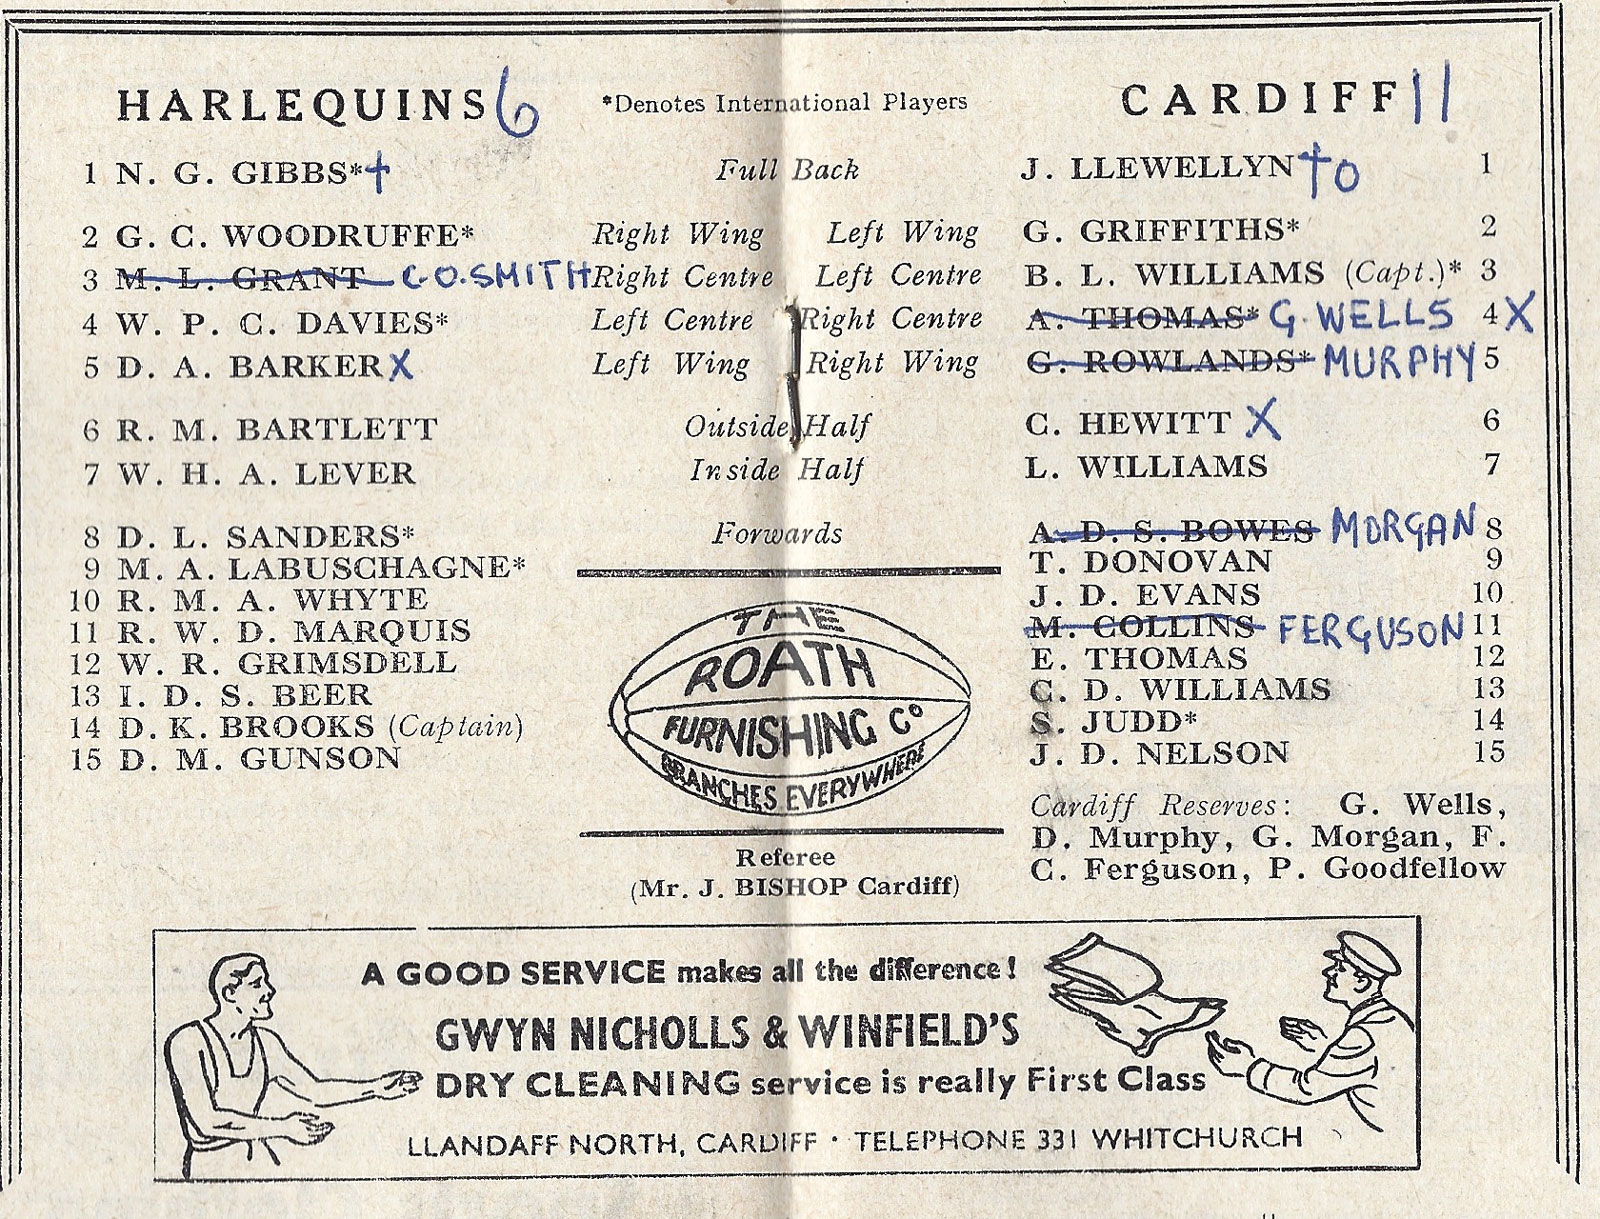 HARLEQUINS 6 *Denotes International Players CARDIFF 11
1 N. G. GIBBS* † Full Back J. LLEWELLYN † O 1
2 G. C. WOODRUFFE* Right Wing Left Wing G. GRIFFITHS* 2
3 M. L. GRANT C.O.SMITH Right Centre Left Centre B. L. WILLIAMS (Capt.)* 3
4 W. P. C. DAVIES* Left Centre Right Centre A. THOMAS* G. WELLS 4 X
5 D. A. BARKER X Left Wing Right Wing G. ROWLANDS* MURPHY 5
6 R. M. BARTLETT Outside Half C. HEWITT X 6
7 W. H. A. LEVER Inside Half L. WILLIAMS 7
8 D. L. SANDERS* Forwards A. D. S. BOWES MORGAN 8
9 M. A. LABUSCHAGNE* T. DONOVAN 9
10 R. M. A. WHYTE J. D. EVANS 10
11 R. W. D. MARQUIS M. COLLINS FERGUSON 11
12 W. R. GRIMSDELL E. THOMAS 12
13 I. D. S. BEER C. D. WILLIAMS 13
14 D. K. BROOKS (Captain) S. JUDD* 14
15 D. M. GUNSON J. D. NELSON 15
THE
ROATH
FURNISHING Co
BRANCHES EVERYWHERE
Cardiff Reserves: G. Wells,
D. Murphy, G. Morgan, F.
C. Ferguson, P. Goodfellow
Referee
(Mr. J. BISHOP Cardiff)
A GOOD SERVICE makes all the difference!
GWYN NICHOLLS & WINFIELD'S
DRY CLEANING service is really First Class
LLANDAFF NORTH, CARDIFF · TELEPHONE 331 WHITCHURCH